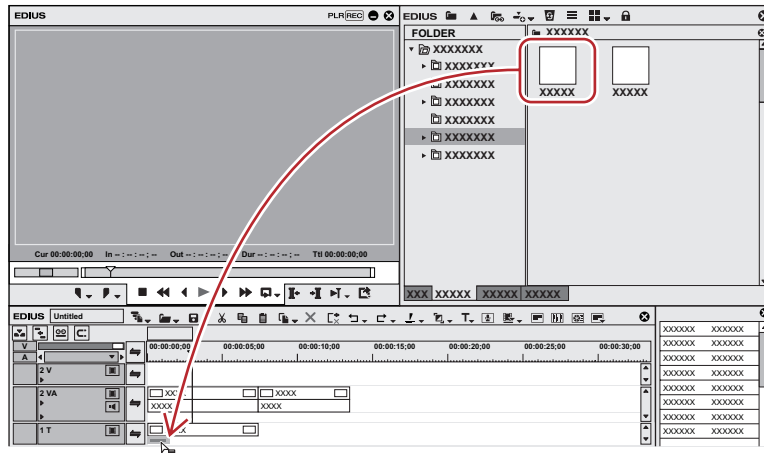 EDIUS PLR REC
Cur 00:00:00;00 In -- : -- : -- ; -- Out -- : -- : -- ; -- Dur -- : -- : -- ; -- Ttl 00:00:00;00
EDIUS
FOLDER
XXXXXXX
XXXXXXX
XXXXXXX
XXXXXXX
XXXXXXX
XXXXXXX
XXXXXXX
XXXXXX
XXXXX XXXXX
XXX XXXXX XXXXX XXXXX
EDIUS Untitled
T
V
A
00:00:00;00 00:00:05;00 00:00:10;00 00:00:15;00 00:00:20;00 00:00:25;00 00:00:30;00
2 V
2 VA
XXXX
XXXX XXXX
1 T
XXXXXX XXXXXX
XXXXXX XXXXXX
XXXXXX XXXXXX
XXXXXX XXXXXX
XXXXXX XXXXXX
XXXXXX XXXXXX
XXXXXX XXXXXX
XXXXXX XXXXXX